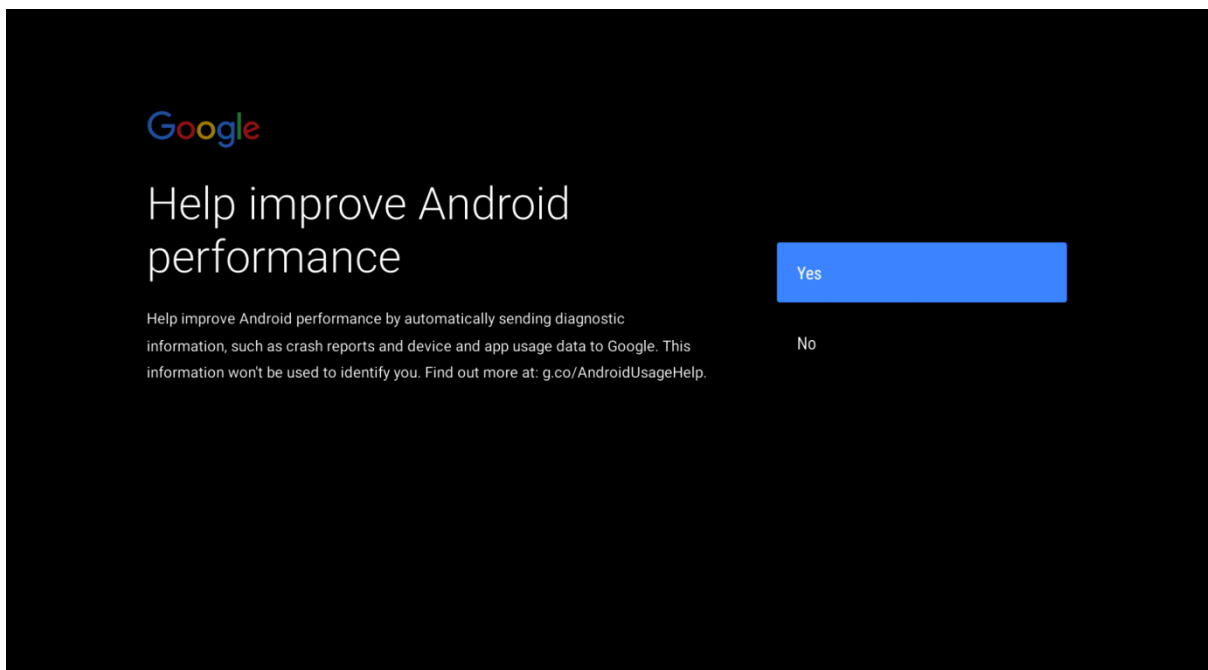 Google
Help improve Android
performance
Help improve Android performance by automatically sending diagnostic
information, such as crash reports and device and app usage data to Google. This
information won't be used to identify you. Find out more at: g.co/AndroidUsageHelp.
Yes
No